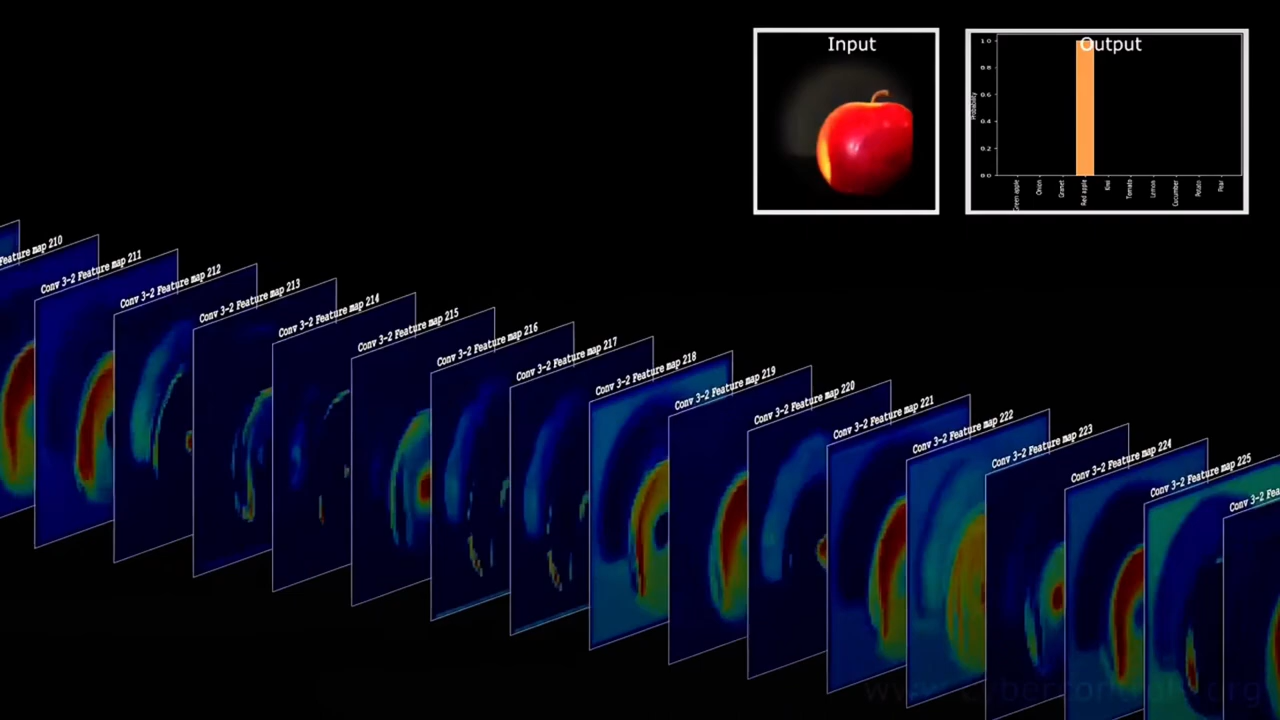 Input
Output
1 0
0.8
0.6
0.4
0.2
0 0
Probability
Green apple
Onion
Granet
Red apple
Kiwi
Tomato
Lemon
Cucumber
Potato
Pear
Feature map 210
Conv 3-2 Feature map 211
Conv 3-2 Feature map 212
Conv 3-2 Feature map 213
Conv 3-2 Feature map 214
Conv 3-2 Feature map 215
Conv 3-2 Feature map 216
Conv 3-2 Feature map 217
Conv 3-2 Feature map 218
Conv 3-2 Feature map 219
Conv 3-2 Feature map 220
Conv 3-2 Feature map 221
Conv 3-2 Feature map 222
Conv 3-2 Feature map 223
Conv 3-2 Feature map 224
Conv 3-2 Feature map 225
Conv 3-2 Fea